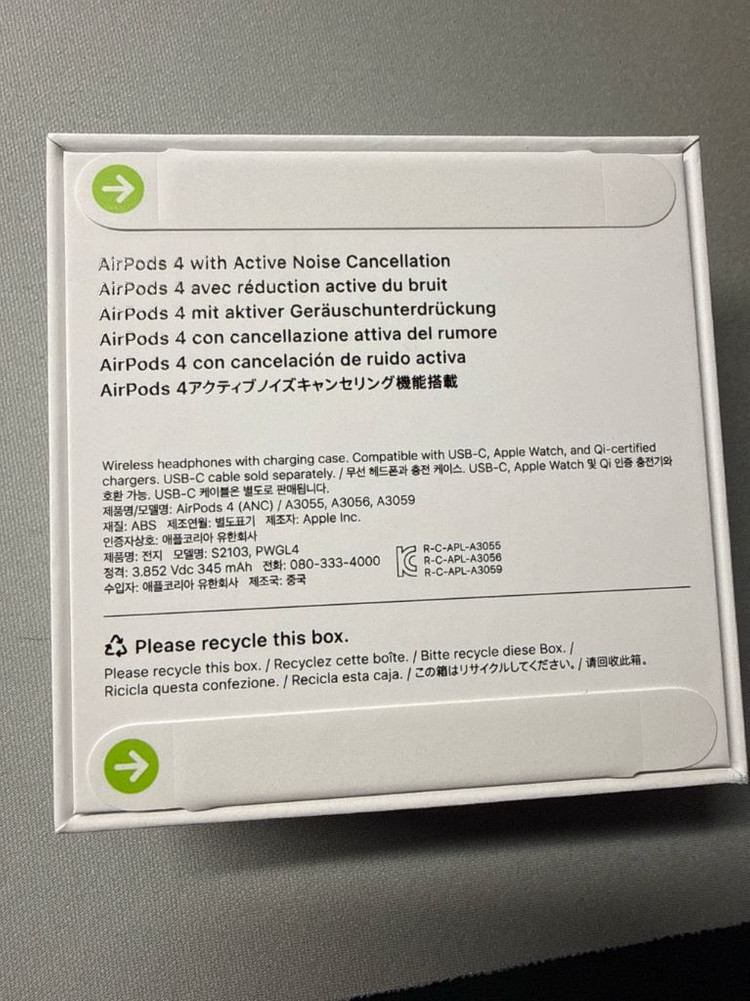 AirPods 4 with Active Noise Cancellation
AirPods 4 avec réduction active du bruit
AirPods 4 mit aktiver Geräuschunterdrückung
AirPods 4 con cancellazione attiva del rumore
AirPods 4 con cancelación de ruido activa
AirPods 4アクティブノイズキャンセリング機能搭載
Wireless headphones with charging case. Compatible with USB-C, Apple Watch, and Qi-certified
chargers. USB-C cable sold separately. / 무선 헤드폰과 충전 케이스. USB-C, Apple Watch 및 Qi 인증 충전기와
호환 가능. USB-C 케이블은 별도로 판매됩니다.
제품명/모델명: AirPods 4 (ANC) / A3055, A3056, A3059
재질: ABS 제조연월: 별도표기 제조자: Apple Inc.
인증자상호: 애플코리아 유한회사
제품명: 전지 모델명: S2103, PWGL4
정격: 3.852 Vdc 345 mAh 전화: 080-333-4000
수입자: 애플코리아 유한회사 제조국: 중국
R-C-APL-A3055
R-C-APL-A3056
R-C-APL-A3059
Please recycle this box.
Please recycle this box. / Recyclez cette boîte. / Bitte recycle diese Box. /
Ricicla questa confezione. / Recicla esta caja. / この箱はリサイクルしてください。/ 请回收此箱。